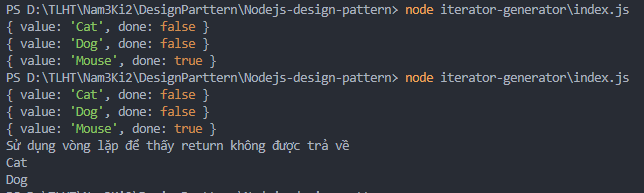 PS D:\TLHT\Nam3Ki2\DesignParttern\Nodejs-design-pattern> node iterator-generator\index.js
{ value: 'Cat', done: false }
{ value: 'Dog', done: false }
{ value: 'Mouse', done: true }
PS D:\TLHT\Nam3Ki2\DesignParttern\Nodejs-design-pattern> node iterator-generator\index.js
{ value: 'Cat', done: false }
{ value: 'Dog', done: false }
{ value: 'Mouse', done: true }
Sử dụng vòng lặp để thấy return không được trả về
Cat
Dog